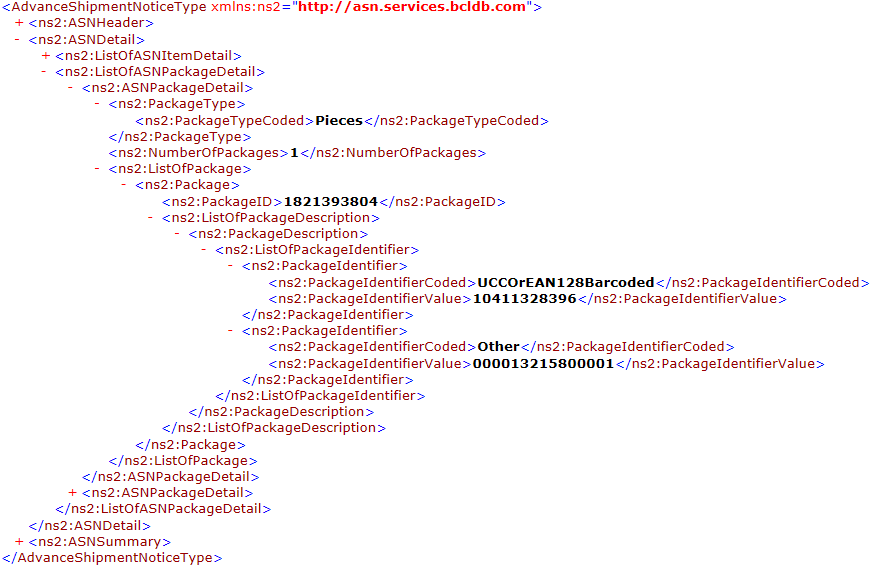 <AdvanceShipmentNoticeType xmlns:ns2="http://asn.services.bcldb.com">
+ <ns2:ASNHeader>
- <ns2:ASNDetail>
+ <ns2:ListOfASNItemDetail>
- <ns2:ListOfASNPackageDetail>
- <ns2:ASNPackageDetail>
- <ns2:PackageType>
<ns2:PackageTypeCoded>Pieces</ns2:PackageTypeCoded>
</ns2:PackageType>
<ns2:NumberOfPackages>1</ns2:NumberOfPackages>
- <ns2:ListOfPackage>
- <ns2:Package>
<ns2:PackageID>1821393804</ns2:PackageID>
- <ns2:ListOfPackageDescription>
- <ns2:PackageDescription>
- <ns2:ListOfPackageIdentifier>
- <ns2:PackageIdentifier>
<ns2:PackageIdentifierCoded>UCCOrEAN128Barcoded</ns2:PackageIdentifierCoded>
<ns2:PackageIdentifierValue>10411328396</ns2:PackageIdentifierValue>
</ns2:PackageIdentifier>
- <ns2:PackageIdentifier>
<ns2:PackageIdentifierCoded>Other</ns2:PackageIdentifierCoded>
<ns2:PackageIdentifierValue>000013215800001</ns2:PackageIdentifierValue>
</ns2:PackageIdentifier>
</ns2:ListOfPackageIdentifier>
</ns2:PackageDescription>
</ns2:ListOfPackageDescription>
</ns2:Package>
</ns2:ListOfPackage>
</ns2:ASNPackageDetail>
+ <ns2:ASNPackageDetail>
</ns2:ListOfASNPackageDetail>
</ns2:ASNDetail>
+ <ns2:ASNSummary>
</AdvanceShipmentNoticeType>